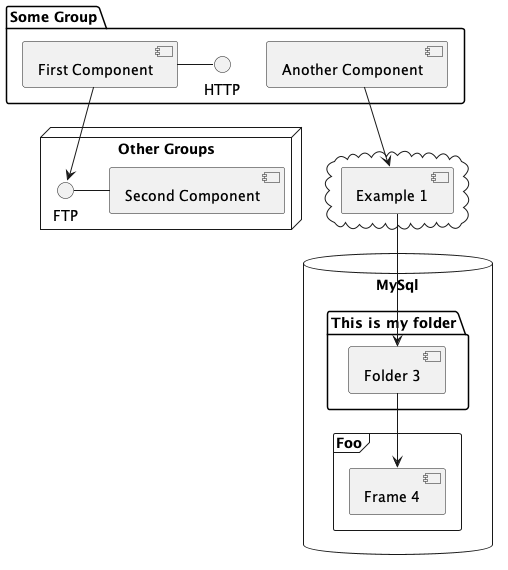 Some Group
First Component
HTTP
Another Component
Other Groups
FTP
Second Component
Example 1
MySql
This is my folder
Folder 3
Foo
Frame 4